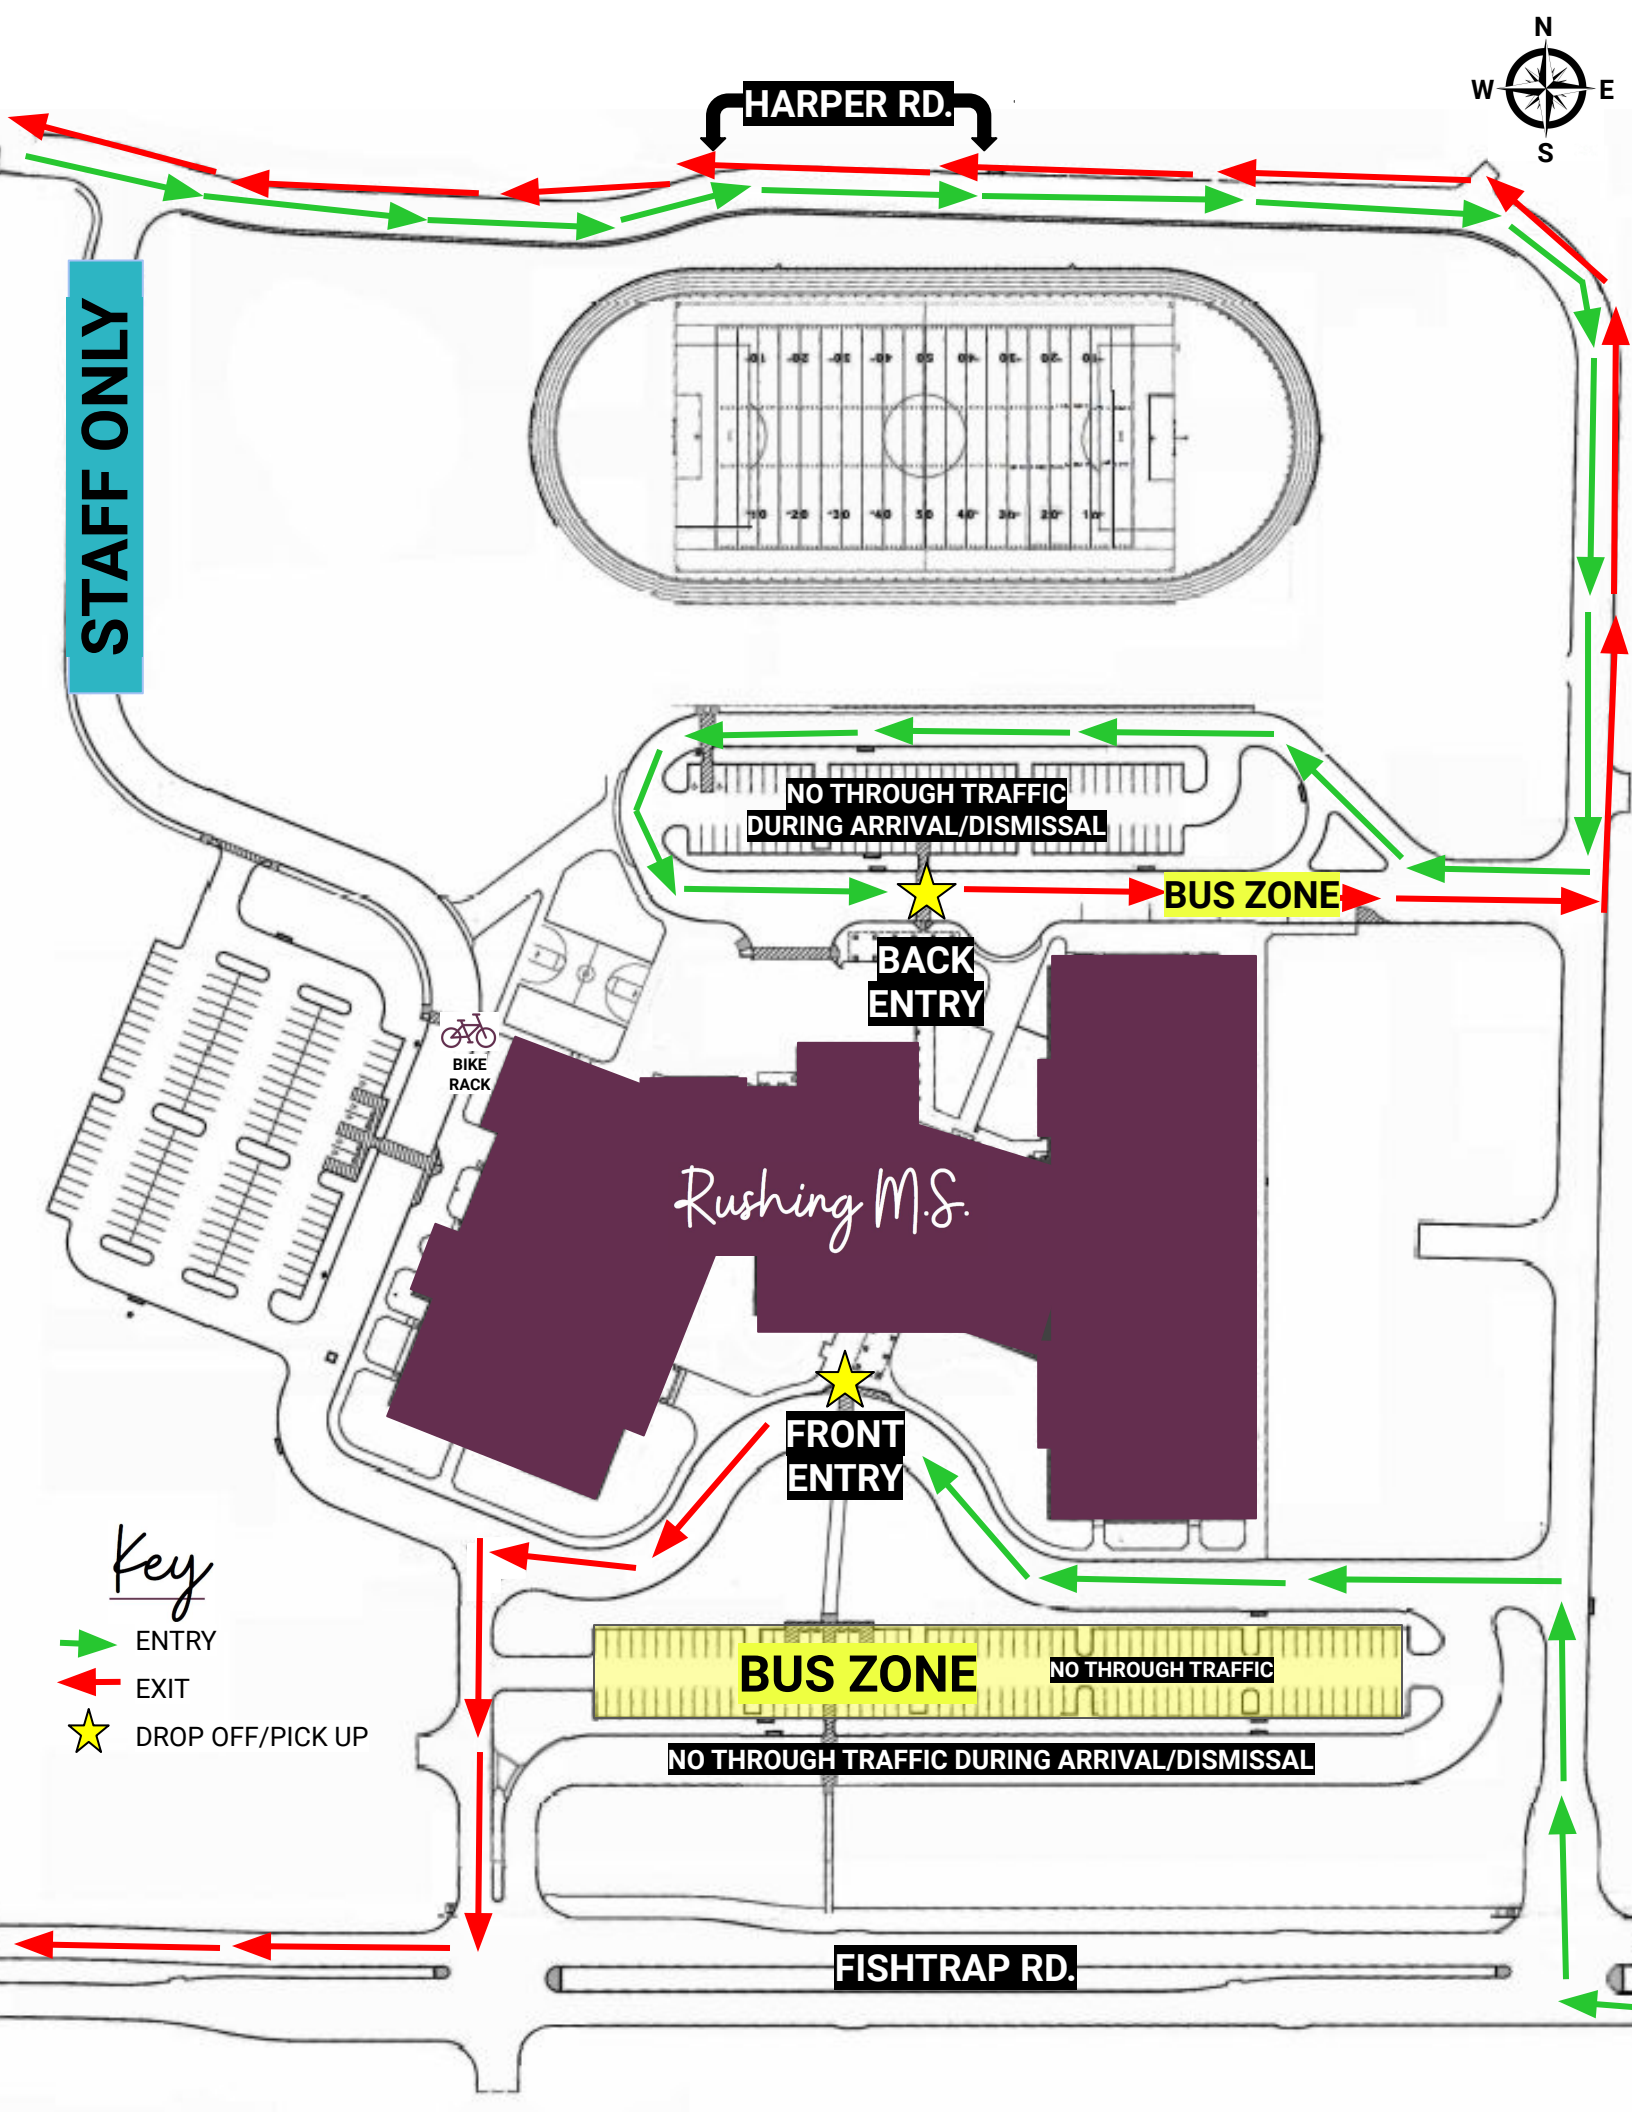 N
W E
S
HARPER RD.
STAFF ONLY
NO THROUGH TRAFFIC
DURING ARRIVAL/DISMISSAL
BUS ZONE
BACK
ENTRY
BIKE
RACK
Rushing M.S.
FRONT
ENTRY
Key
ENTRY
EXIT
DROP OFF/PICK UP
BUS ZONE
NO THROUGH TRAFFIC
NO THROUGH TRAFFIC DURING ARRIVAL/DISMISSAL
FISHTRAP RD.